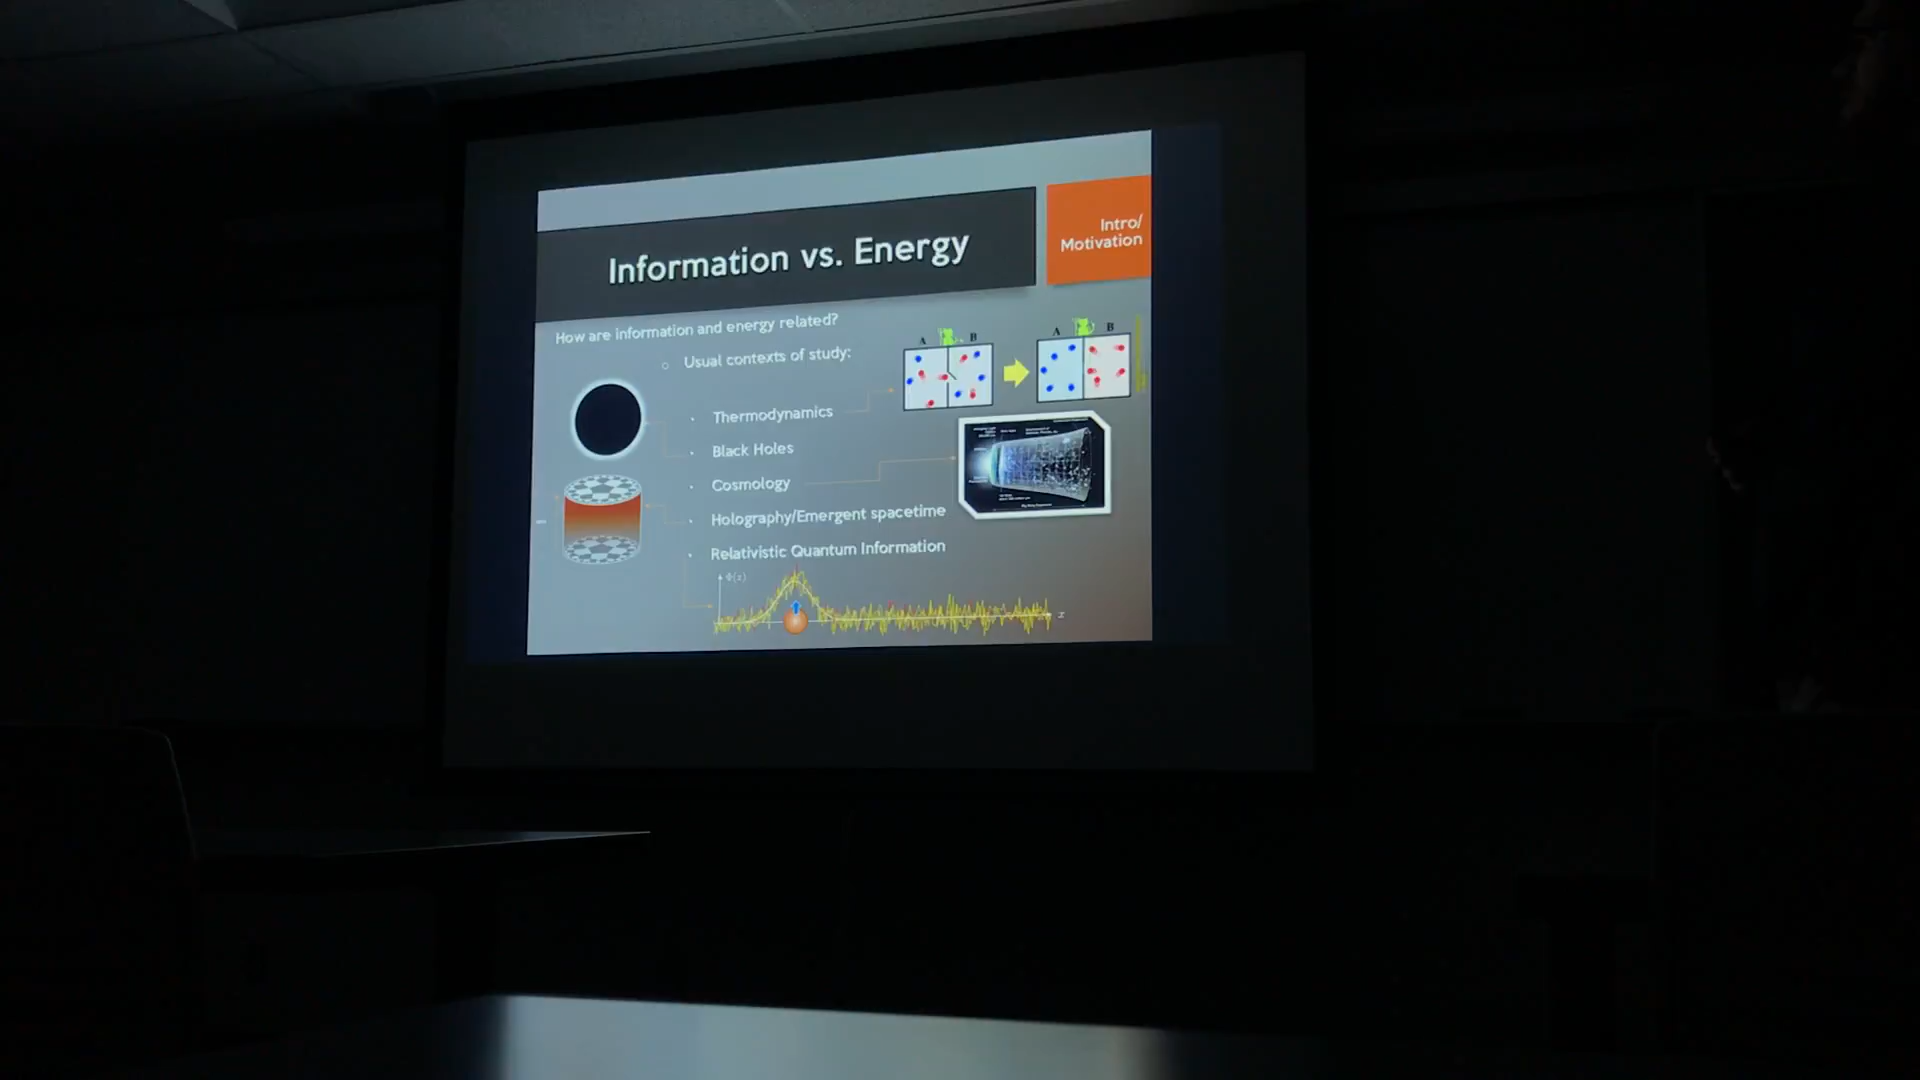 Information vs. Energy
Intro/
Motivation
How are information and energy related?
Usual contexts of study:
A B
A B
Thermodynamics
Black Holes
Cosmology
Holography/Emergent spacetime
Relativistic Quantum Information
Φ(x)
x